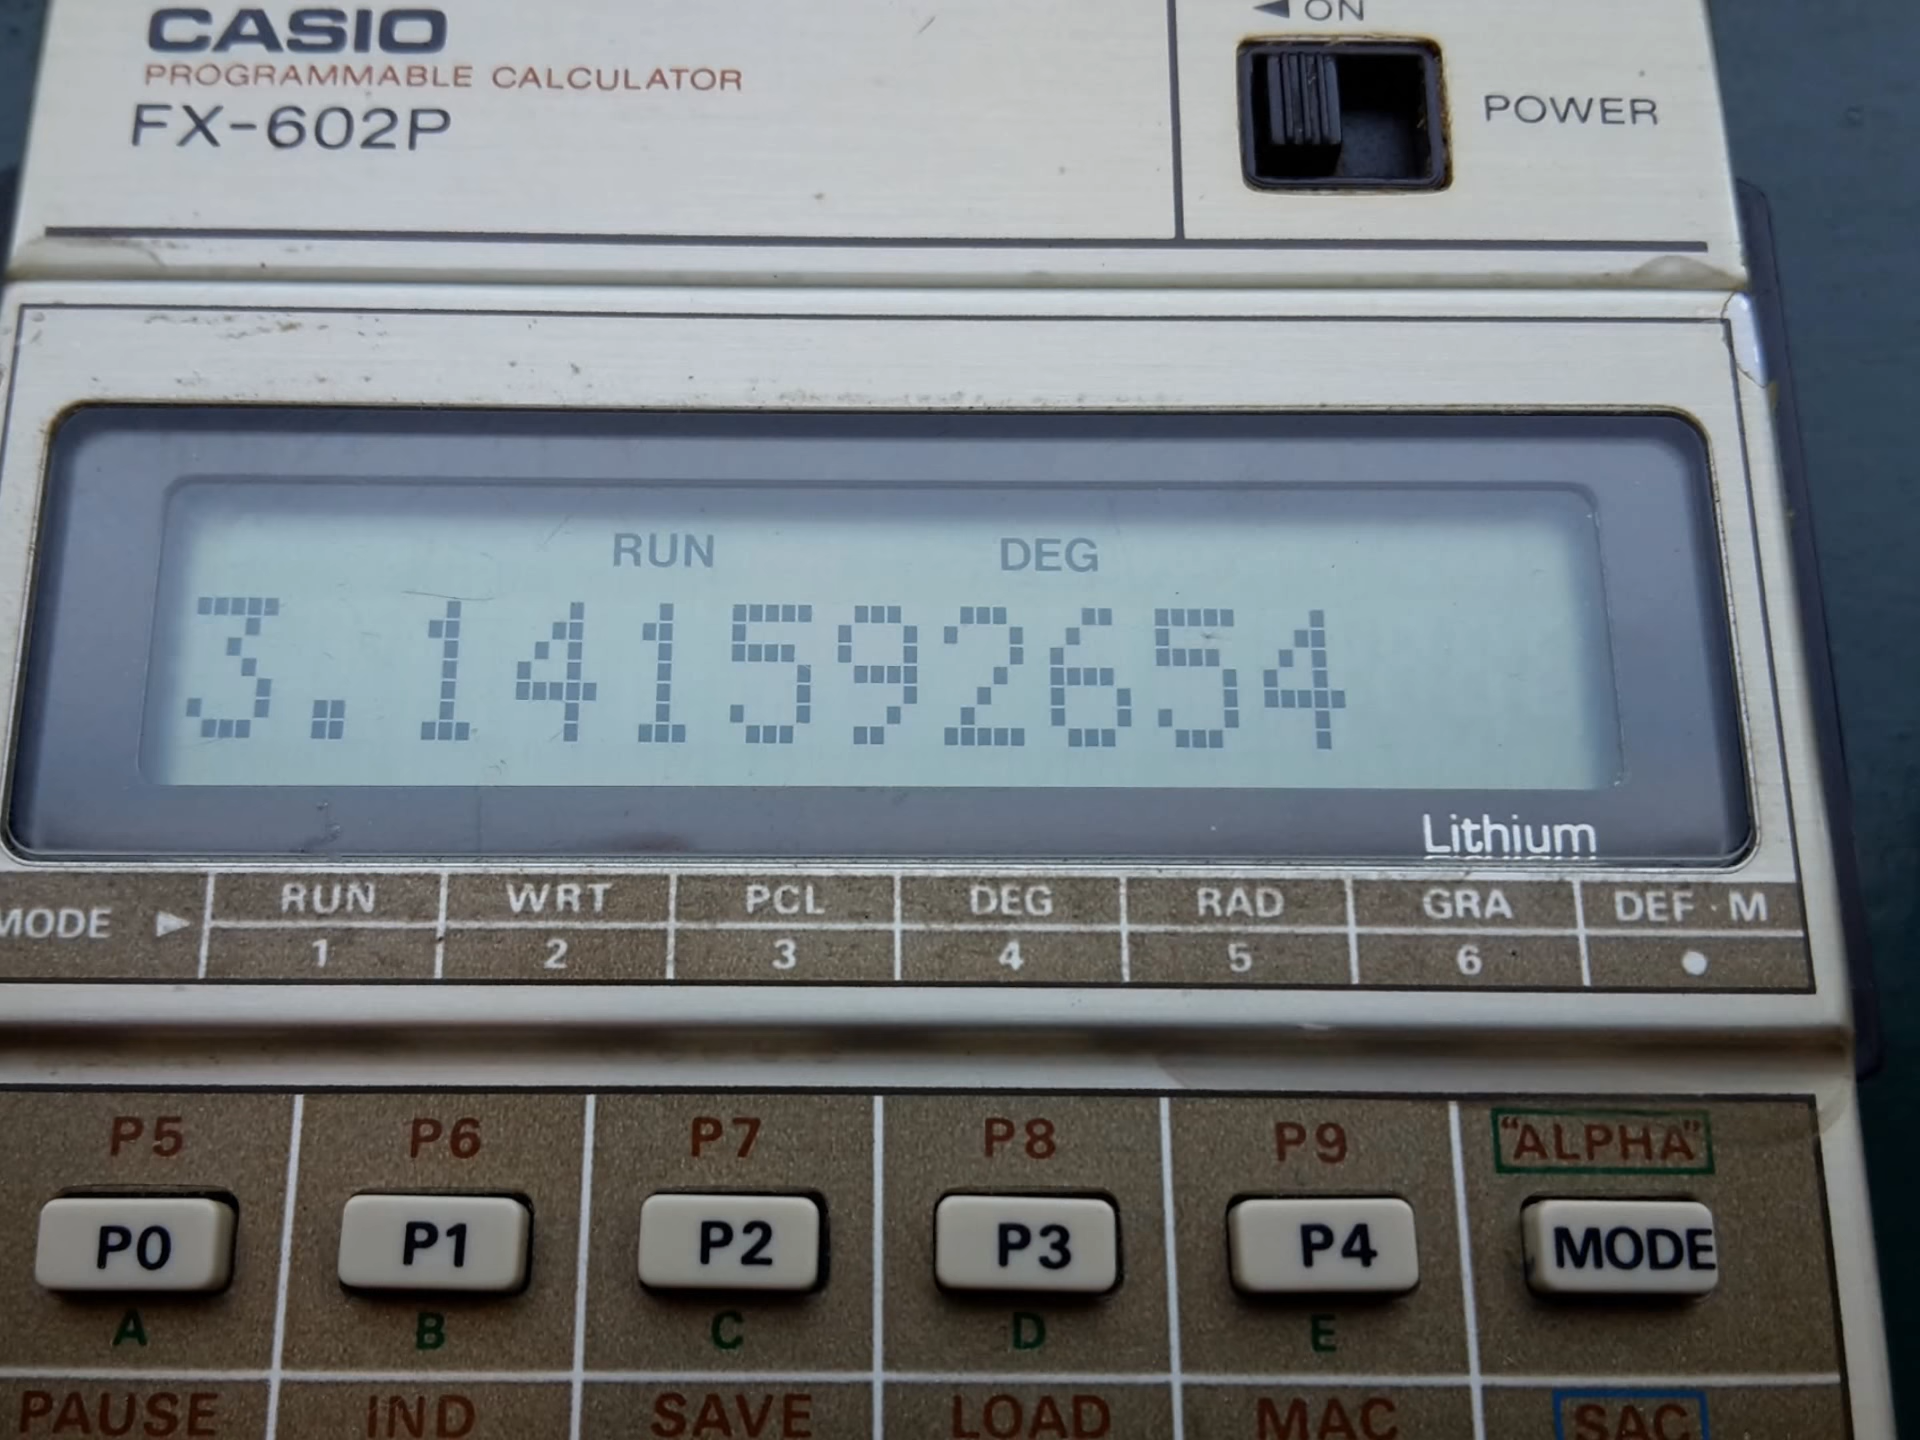 ◀ ON
CASIO
PROGRAMMABLE CALCULATOR
FX-602P
POWER
RUN DEG
3.141592654
Lithium
MODE ▶ RUN WRT PCL DEG RAD GRA DEF·M
1 2 3 4 5 6 •
P5 P6 P7 P8 P9 "ALPHA"
P0 P1 P2 P3 P4 MODE
A B C D E
PAUSE IND SAVE LOAD MAC SAC